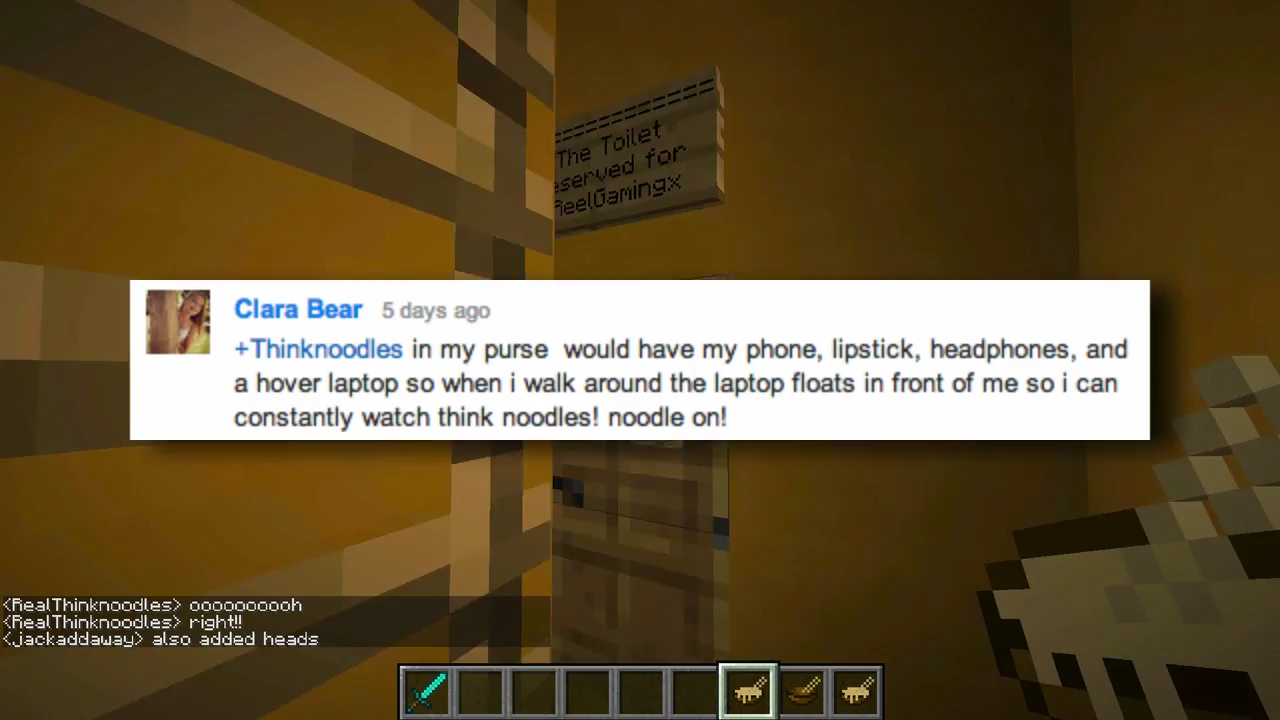 The Toilet
eserved for
ReelGamingx
Clara Bear 5 days ago
+Thinknoodles in my purse would have my phone, lipstick, headphones, and
a hover laptop so when i walk around the laptop floats in front of me so i can
constantly watch think noodles! noodle on!
<RealThinknoodles> ooooooooooh
<RealThinknoodles> right!!
<jackaddaway> also added heads